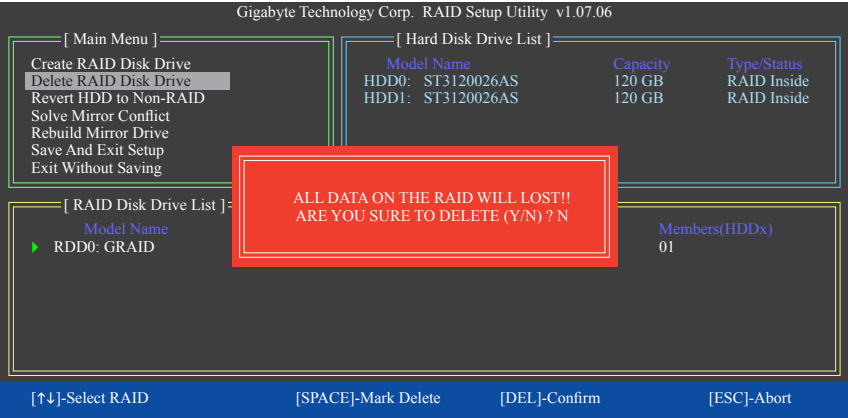 Gigabyte Technology Corp. RAID Setup Utility v1.07.06
[ Main Menu ]
Create RAID Disk Drive
Delete RAID Disk Drive
Revert HDD to Non-RAID
Solve Mirror Conflict
Rebuild Mirror Drive
Save And Exit Setup
Exit Without Saving
[ Hard Disk Drive List ]
Model Name Capacity Type/Status
HDD0: ST3120026AS 120 GB RAID Inside
HDD1: ST3120026AS 120 GB RAID Inside
ALL DATA ON THE RAID WILL LOST!!
ARE YOU SURE TO DELETE (Y/N) ? N
[ RAID Disk Drive List ]
Model Name Members(HDDx)
RDD0: GRAID 01
[↑↓]-Select RAID [SPACE]-Mark Delete [DEL]-Confirm [ESC]-Abort